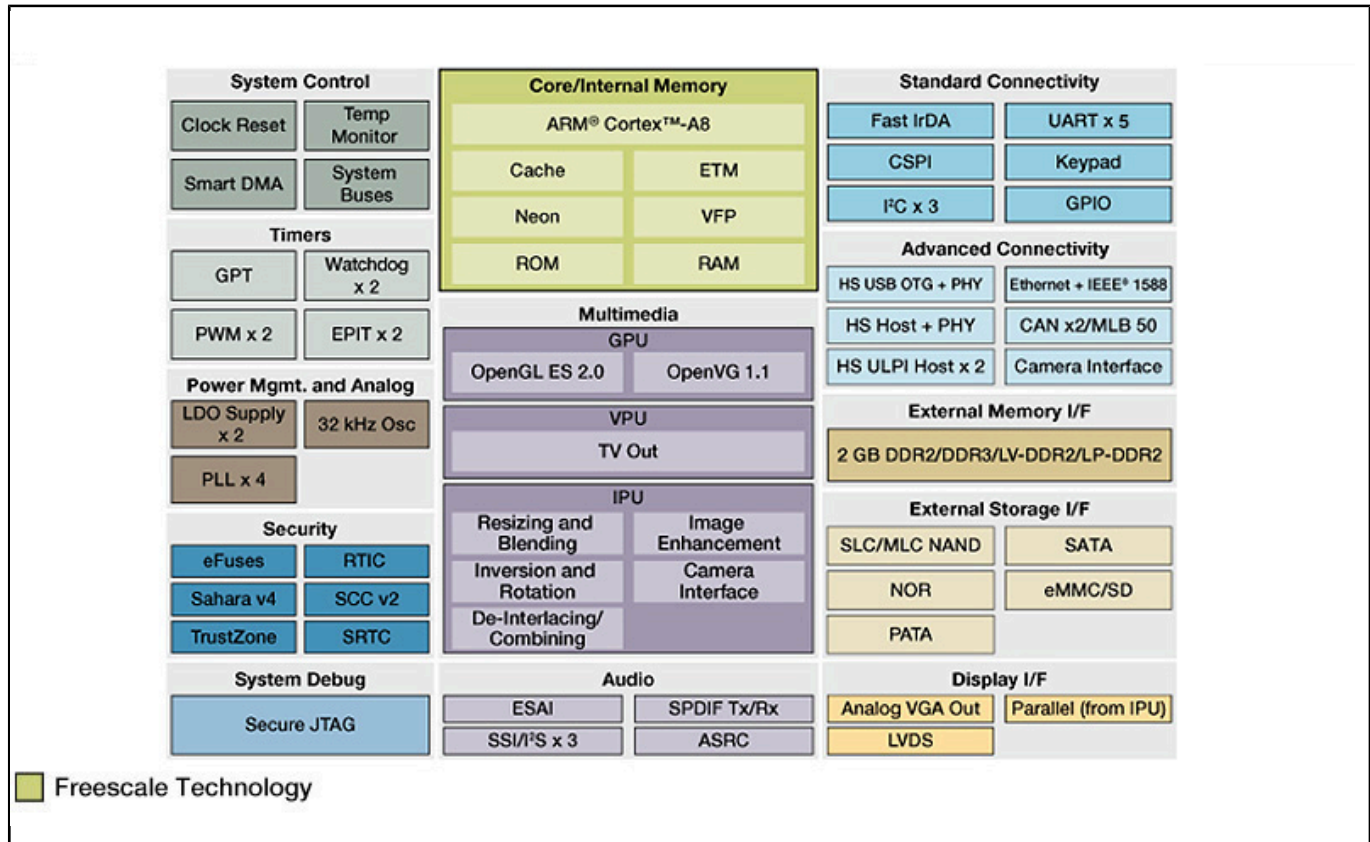 System Control
Clock Reset
Temp
Monitor
Smart DMA
System
Buses
Timers
GPT
Watchdog
x 2
PWM x 2
EPIT x 2
Power Mgmt. and Analog
LDO Supply
x 2
32 kHz Osc
PLL x 4
Security
eFuses
RTIC
Sahara v4
SCC v2
TrustZone
SRTC
System Debug
Secure JTAG
Core/Internal Memory
ARM® Cortex™-A8
Cache
ETM
Neon
VFP
ROM
RAM
Multimedia
GPU
OpenGL ES 2.0
OpenVG 1.1
VPU
TV Out
IPU
Resizing and
Blending
Image
Enhancement
Inversion and
Rotation
Camera
Interface
De-Interlacing/
Combining
Audio
ESAI
SPDIF Tx/Rx
SSI/I²S x 3
ASRC
Standard Connectivity
Fast IrDA
UART x 5
CSPI
Keypad
I²C x 3
GPIO
Advanced Connectivity
HS USB OTG + PHY
Ethernet + IEEE® 1588
HS Host + PHY
CAN x2/MLB 50
HS ULPI Host x 2
Camera Interface
External Memory I/F
2 GB DDR2/DDR3/LV-DDR2/LP-DDR2
External Storage I/F
SLC/MLC NAND
SATA
NOR
eMMC/SD
PATA
Display I/F
Analog VGA Out
Parallel (from IPU)
LVDS
Freescale Technology